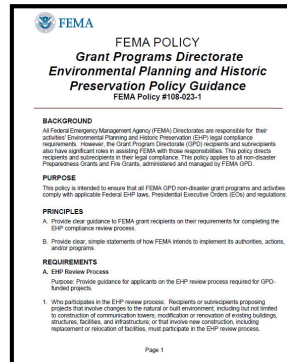 FEMA
FEMA POLICY
Grant Programs Directorate
Environmental Planning and Historic
Preservation Policy Guidance
FEMA Policy #108-023-1
BACKGROUND
All Federal Emergency Management Agency (FEMA) Directorates are responsible for their
activities' Environmental Planning and Historic Preservation (EHP) legal compliance
requirements. However, the Grant Program Directorate (GPD) recipients and subrecipients
also have significant roles in assisting FEMA with those responsibilities. This policy directs
recipients and subrecipients in their legal compliance. This policy applies to all non-disaster
Preparedness Grants and Fire Grants, administered and managed by FEMA GPD.
PURPOSE
This policy is intended to ensure that all FEMA GPD non-disaster grant programs and activities
comply with applicable Federal EHP laws, Presidential Executive Orders (EOs) and regulations.
PRINCIPLES
A. Provide clear guidance to FEMA grant recipients on their requirements for completing the
EHP compliance review process.
B. Provide clear, simple statements of how FEMA intends to implement its authorities, actions,
and/or programs.
REQUIREMENTS
A. EHP Review Process
Purpose: Provide guidance for applicants on the EHP review process required for GPD-
funded projects.
1. Who participates in the EHP review process: Recipients or subrecipients proposing
projects that involve changes to the natural or built environment, including but not limited
to construction of communication towers; modification or renovation of existing buildings,
structures, facilities, and infrastructure; or that involve new construction, including
replacement or relocation of facilities, must participate in the EHP review process.
Page 1